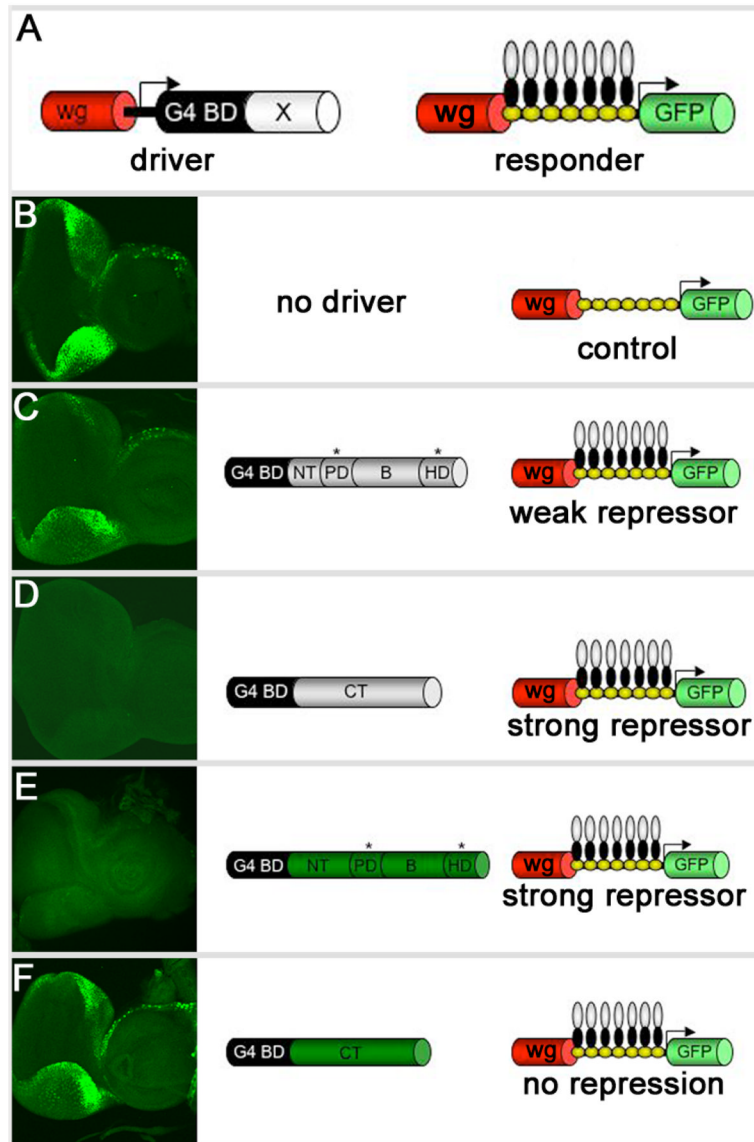 A
wg
G4 BD
X
driver
wg
GFP
responder
B
no driver
wg
GFP
control
C
* *
G4 BD NT PD B HD
wg
GFP
weak repressor
D
G4 BD CT
wg
GFP
strong repressor
E
* *
G4 BD NT PD B HD
wg
GFP
strong repressor
F
G4 BD CT
wg
GFP
no repression